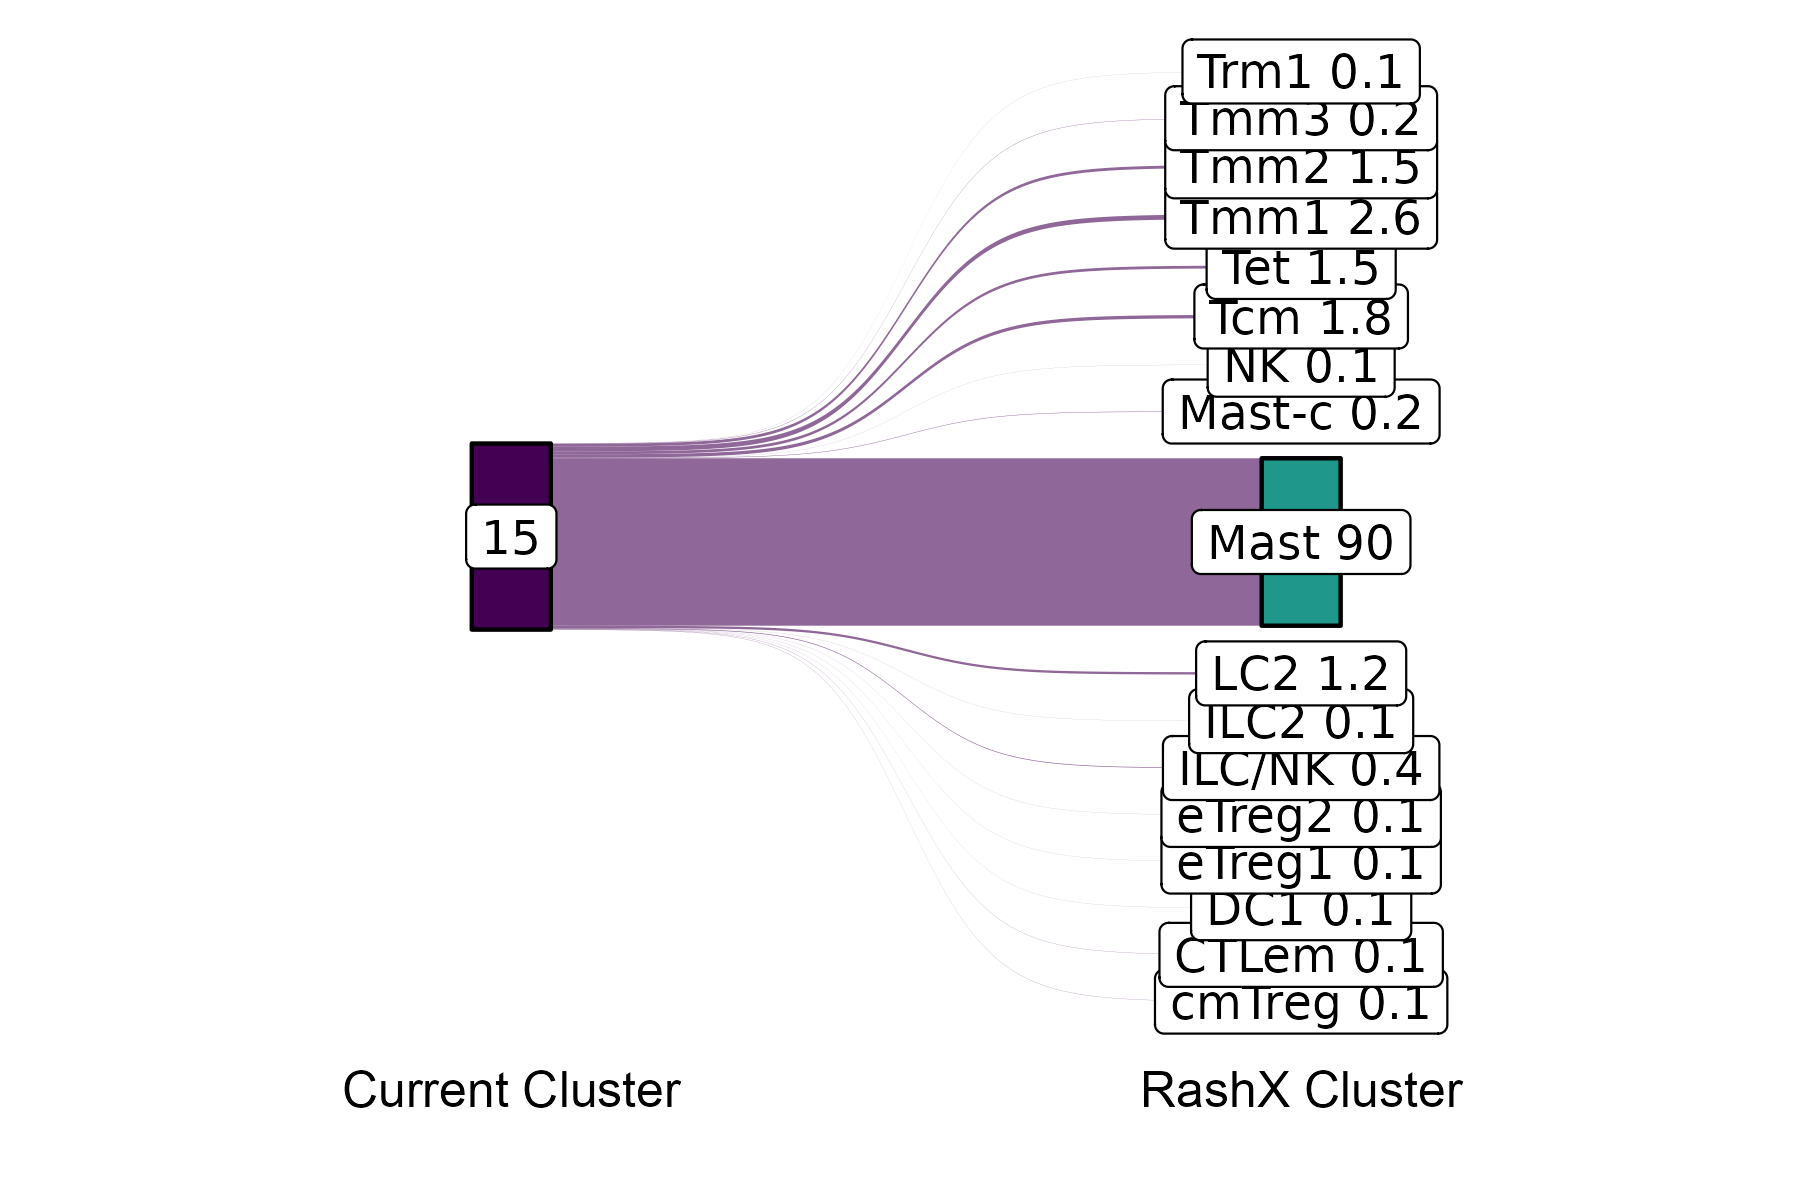 Trm1 0.1
Tmm3 0.2
Tmm2 1.5
Tmm1 2.6
Tet 1.5
Tcm 1.8
NK 0.1
Mast-c 0.2
15
Mast 90
LC2 1.2
ILC2 0.1
ILC/NK 0.4
eTreg2 0.1
eTreg1 0.1
DC1 0.1
CTLem 0.1
cmTreg 0.1
Current Cluster
RashX Cluster